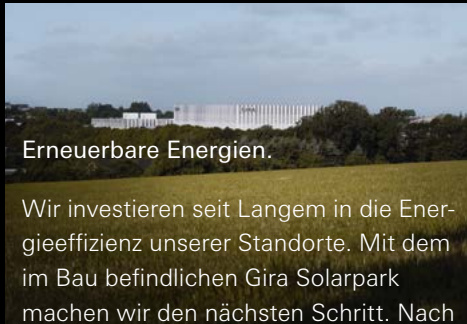 Erneuerbare Energien.
Wir investieren seit Langem in die Ener-
gieeffizienz unserer Standorte. Mit dem
im Bau befindlichen Gira Solarpark
machen wir den nächsten Schritt. Nach